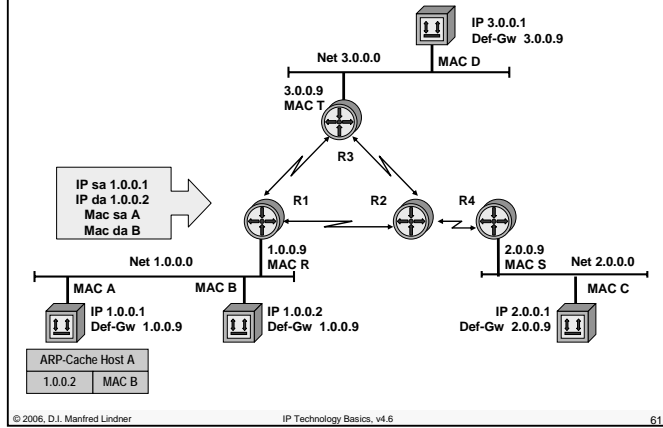 IP 3.0.0.1
Def-Gw 3.0.0.9
Net 3.0.0.0
MAC D
3.0.0.9
MAC T
R3
IP sa 1.0.0.1
IP da 1.0.0.2
Mac sa A
Mac da B
R1
R2
R4
1.0.0.9
MAC R
2.0.0.9
MAC S
Net 1.0.0.0
Net 2.0.0.0
MAC A
MAC B
MAC C
IP 1.0.0.1
Def-Gw 1.0.0.9
IP 1.0.0.2
Def-Gw 1.0.0.9
IP 2.0.0.1
Def-Gw 2.0.0.9
ARP-Cache Host A
1.0.0.2 MAC B
© 2006, D.I. Manfred Lindner IP Technology Basics, v4.6 61